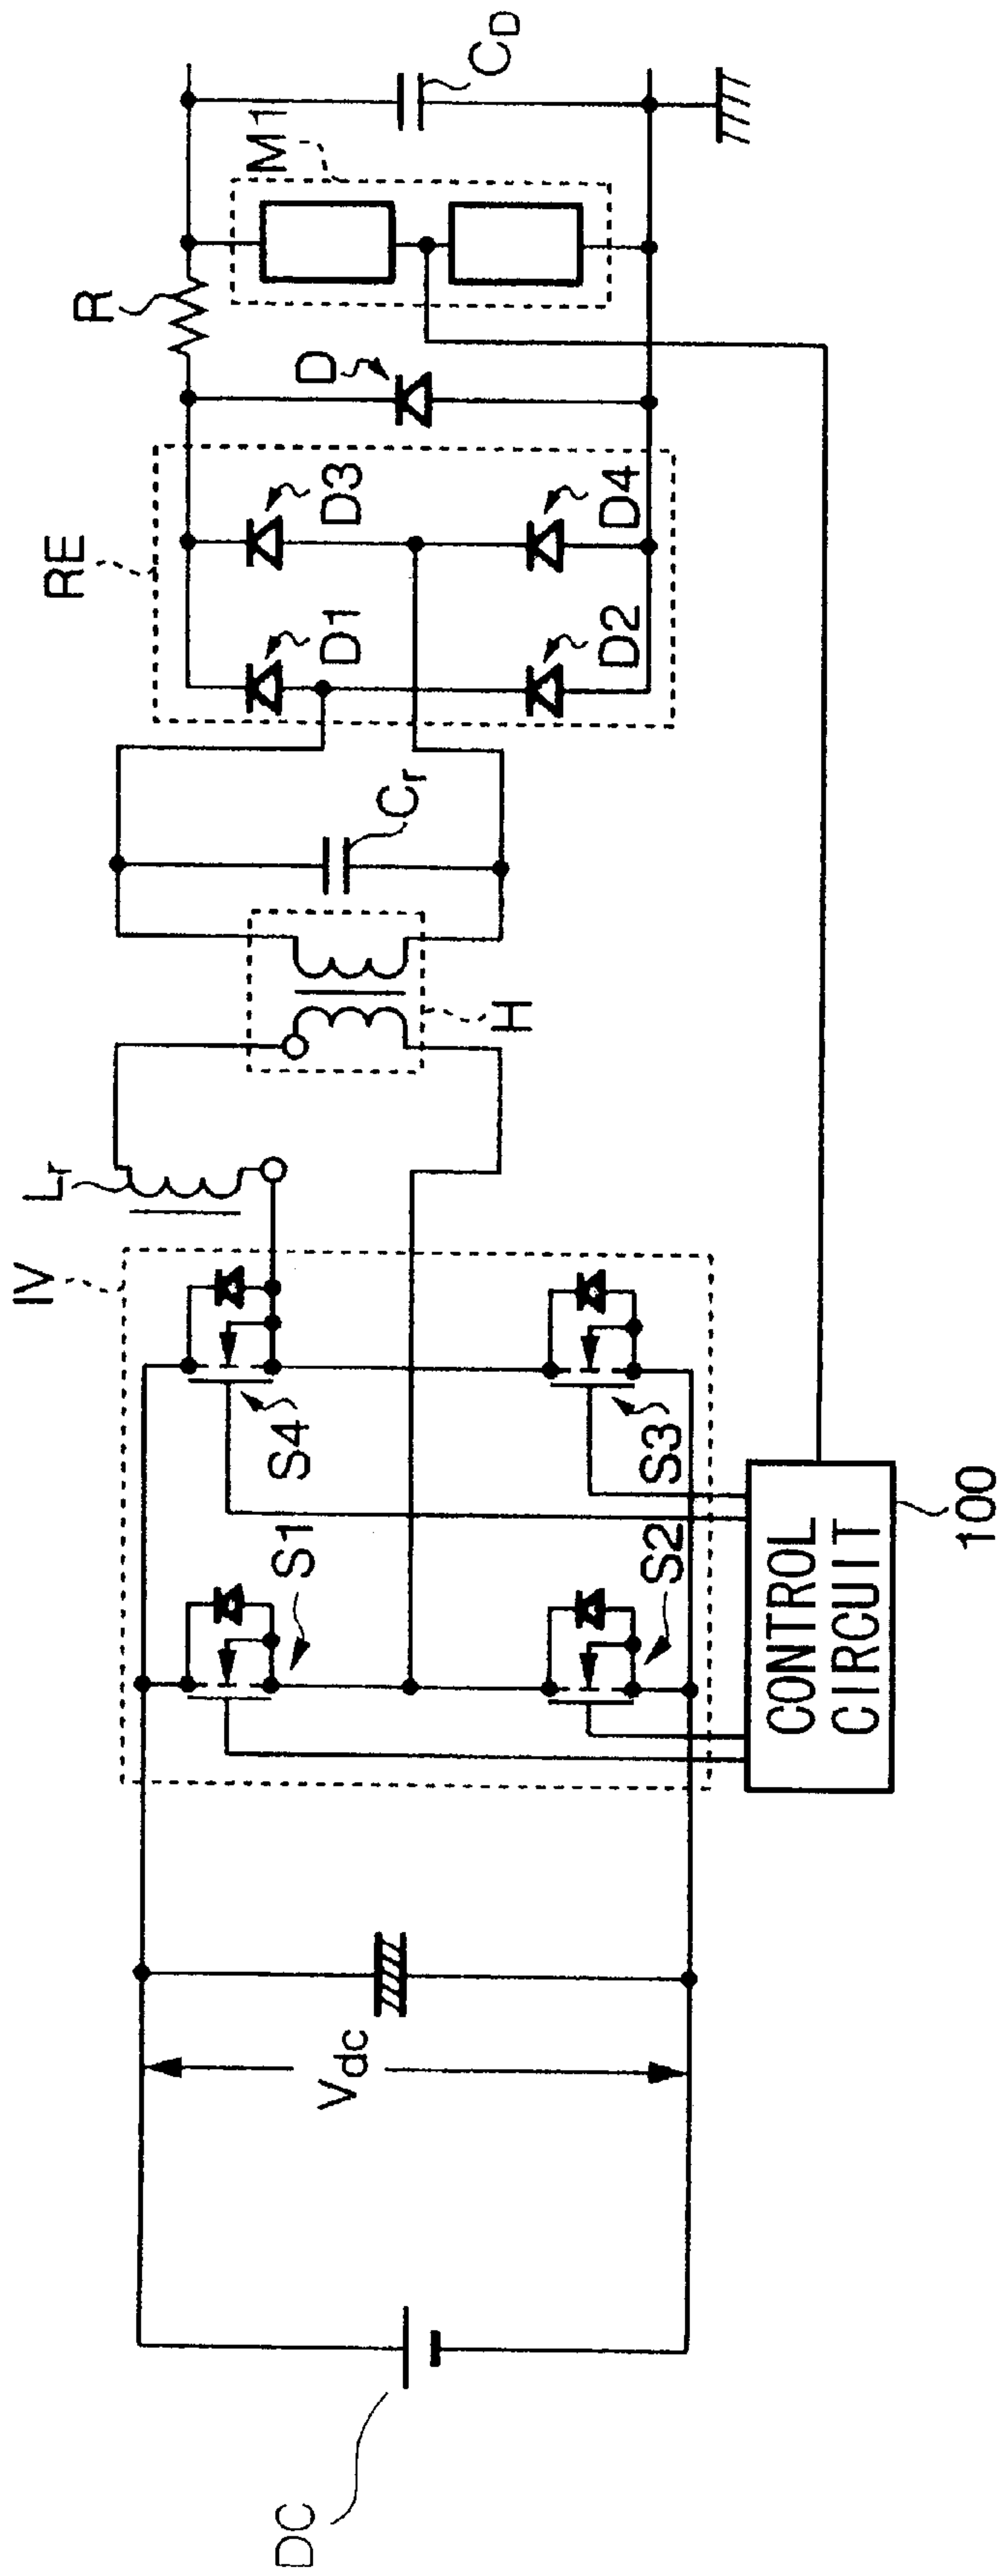 DC
Vdc
IV
S1
S4
S2
S3
CONTROL
CIRCUIT
100
Lr
H
Cr
RE
D1
D3
D2
D4
D
R
M1
CD